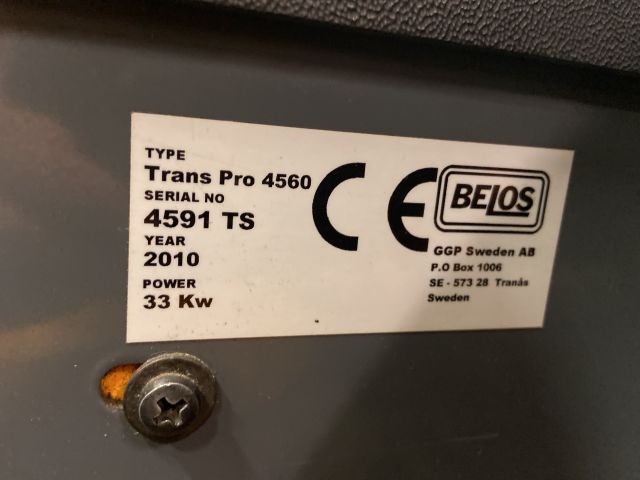 TYPE
Trans Pro 4560
SERIAL NO
4591 TS
YEAR
2010
POWER
33 Kw
CE
BELOS
GGP Sweden AB
P.O Box 1006
SE - 573 28 Tranås
Sweden